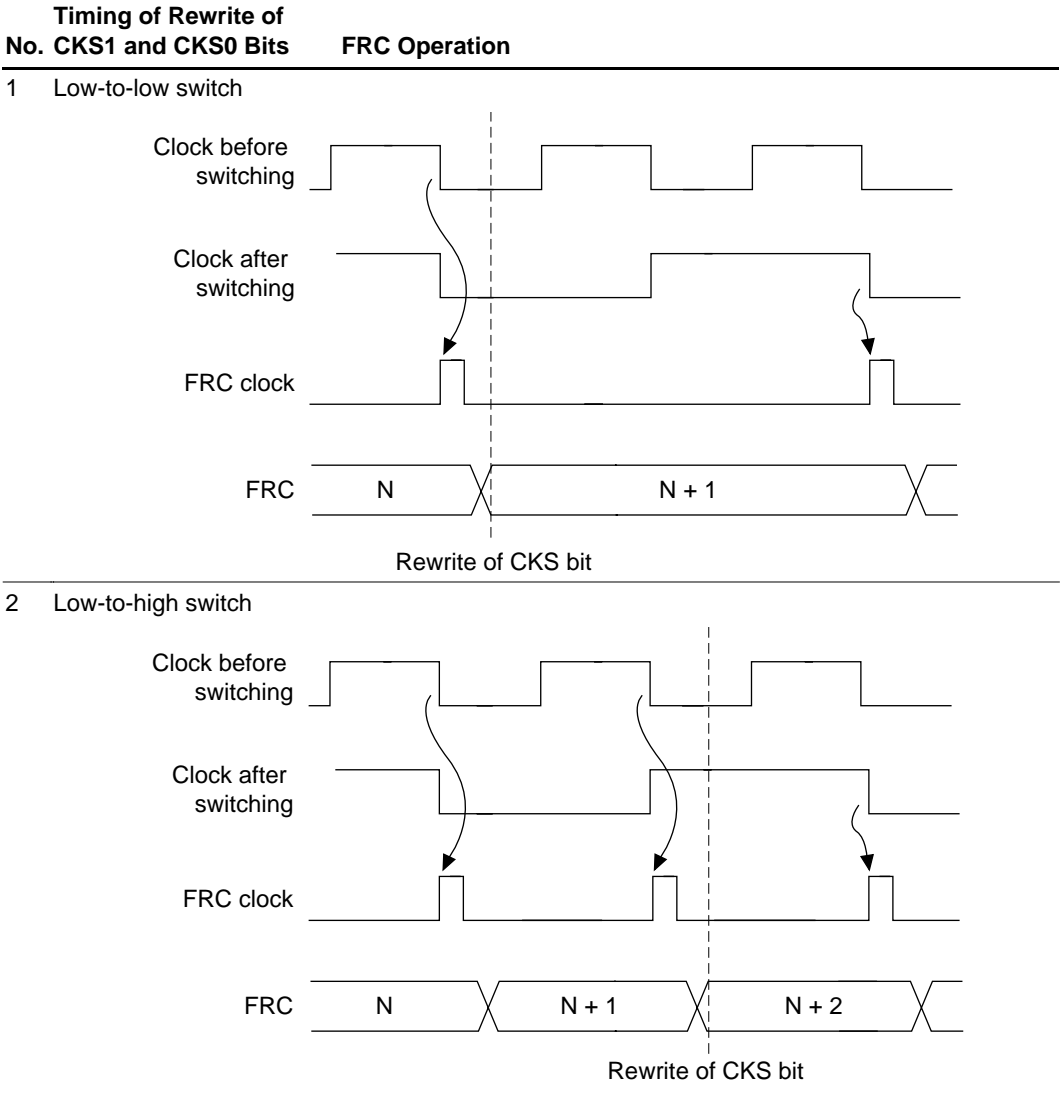 Timing of Rewrite of
No. CKS1 and CKS0 Bits FRC Operation
1 Low-to-low switch
Clock before
switching
Clock after
switching
FRC clock
FRC N N + 1
Rewrite of CKS bit
2 Low-to-high switch
Clock before
switching
Clock after
switching
FRC clock
FRC N N + 1 N + 2
Rewrite of CKS bit